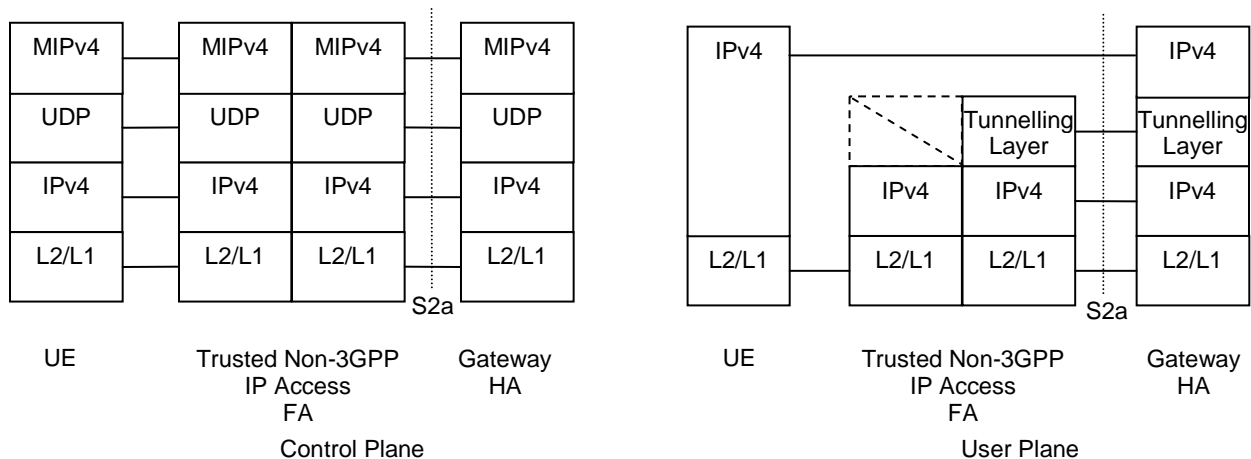 MIPv4 MIPv4 MIPv4 MIPv4
UDP UDP UDP UDP
IPv4 IPv4 IPv4 IPv4
L2/L1 L2/L1 L2/L1 L2/L1
S2a
UE Trusted Non-3GPP Gateway
IP Access HA
FA
Control Plane
IPv4 IPv4
Tunnelling Tunnelling
Layer Layer
IPv4 IPv4 IPv4
L2/L1 L2/L1 L2/L1 L2/L1
S2a
UE Trusted Non-3GPP Gateway
IP Access HA
FA
User Plane